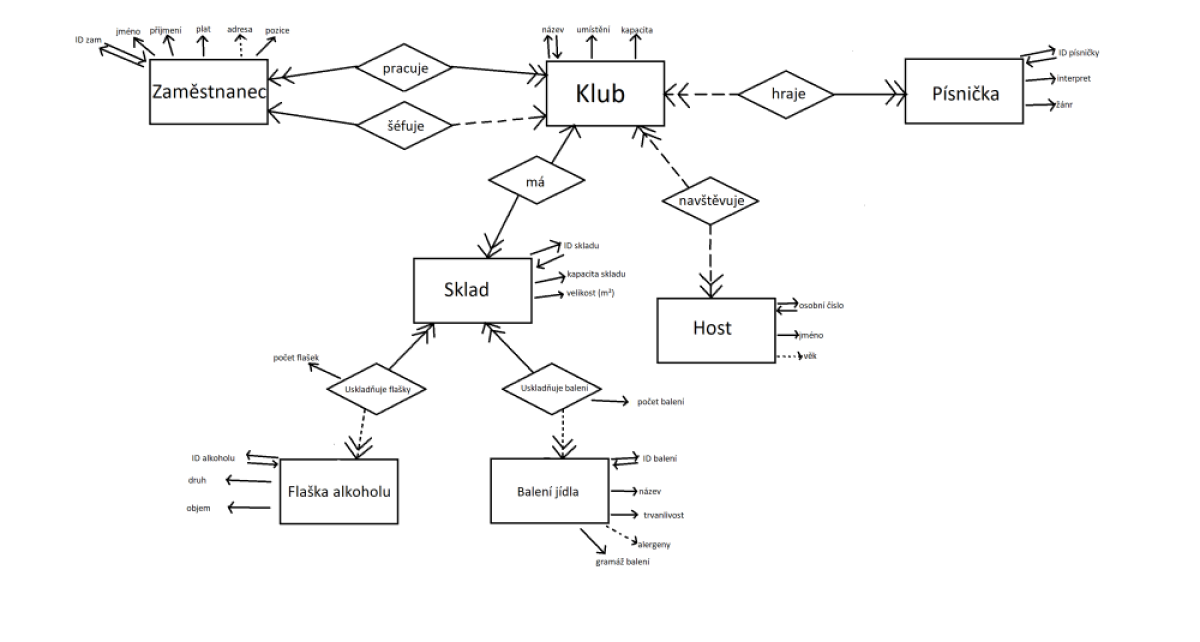 ID zam
jméno
příjmení
plat
adresa
pozice
název
umístění
kapacita
ID písničky
interpret
žánr
Zaměstnanec
pracuje
Klub
hraje
Písnička
šéfuje
má
navštěvuje
ID skladu
kapacita skladu
velikost (m²)
Sklad
osobní číslo
jméno
věk
Host
počet flašek
Uskladňuje flašky
Uskladňuje balení
počet balení
ID alkoholu
druh
objem
Flaška alkoholu
Balení jídla
ID balení
název
trvanlivost
alergeny
gramáž balení